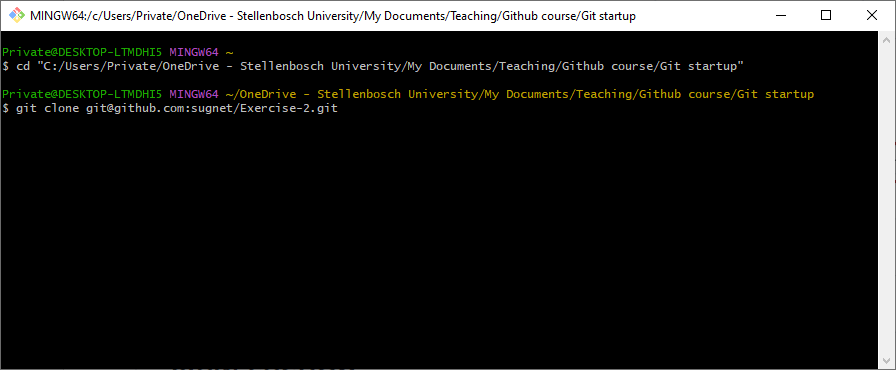 MINGW64:/c/Users/Private/OneDrive - Stellenbosch University/My Documents/Teaching/Github course/Git startup
Private@DESKTOP-LTMDHI5 MINGW64 ~
$ cd "C:/Users/Private/OneDrive - Stellenbosch University/My Documents/Teaching/Github course/Git startup"
Private@DESKTOP-LTMDHI5 MINGW64 ~/OneDrive - Stellenbosch University/My Documents/Teaching/Github course/Git startup
$ git clone git@github.com:sugnet/Exercise-2.git